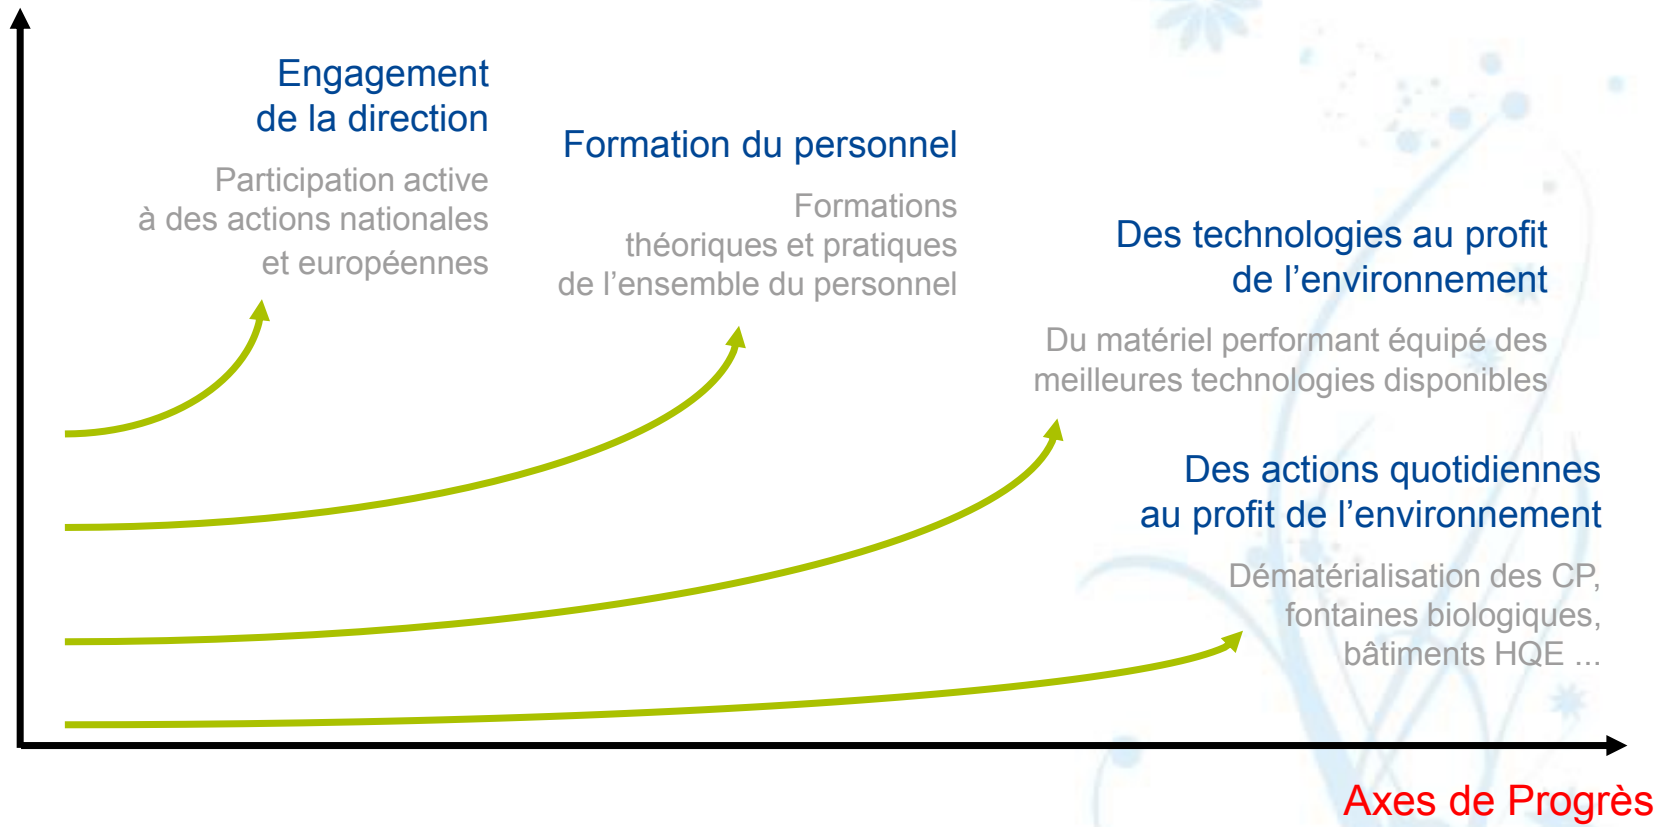 Engagement
de la direction
Participation active
à des actions nationales
et européennes
Formation du personnel
Formations
théoriques et pratiques
de l’ensemble du personnel
Des technologies au profit
de l’environnement
Du matériel performant équipé des
meilleures technologies disponibles
Des actions quotidiennes
au profit de l’environnement
Dématérialisation des CP,
fontaines biologiques,
bâtiments HQE ...
Axes de Progrès